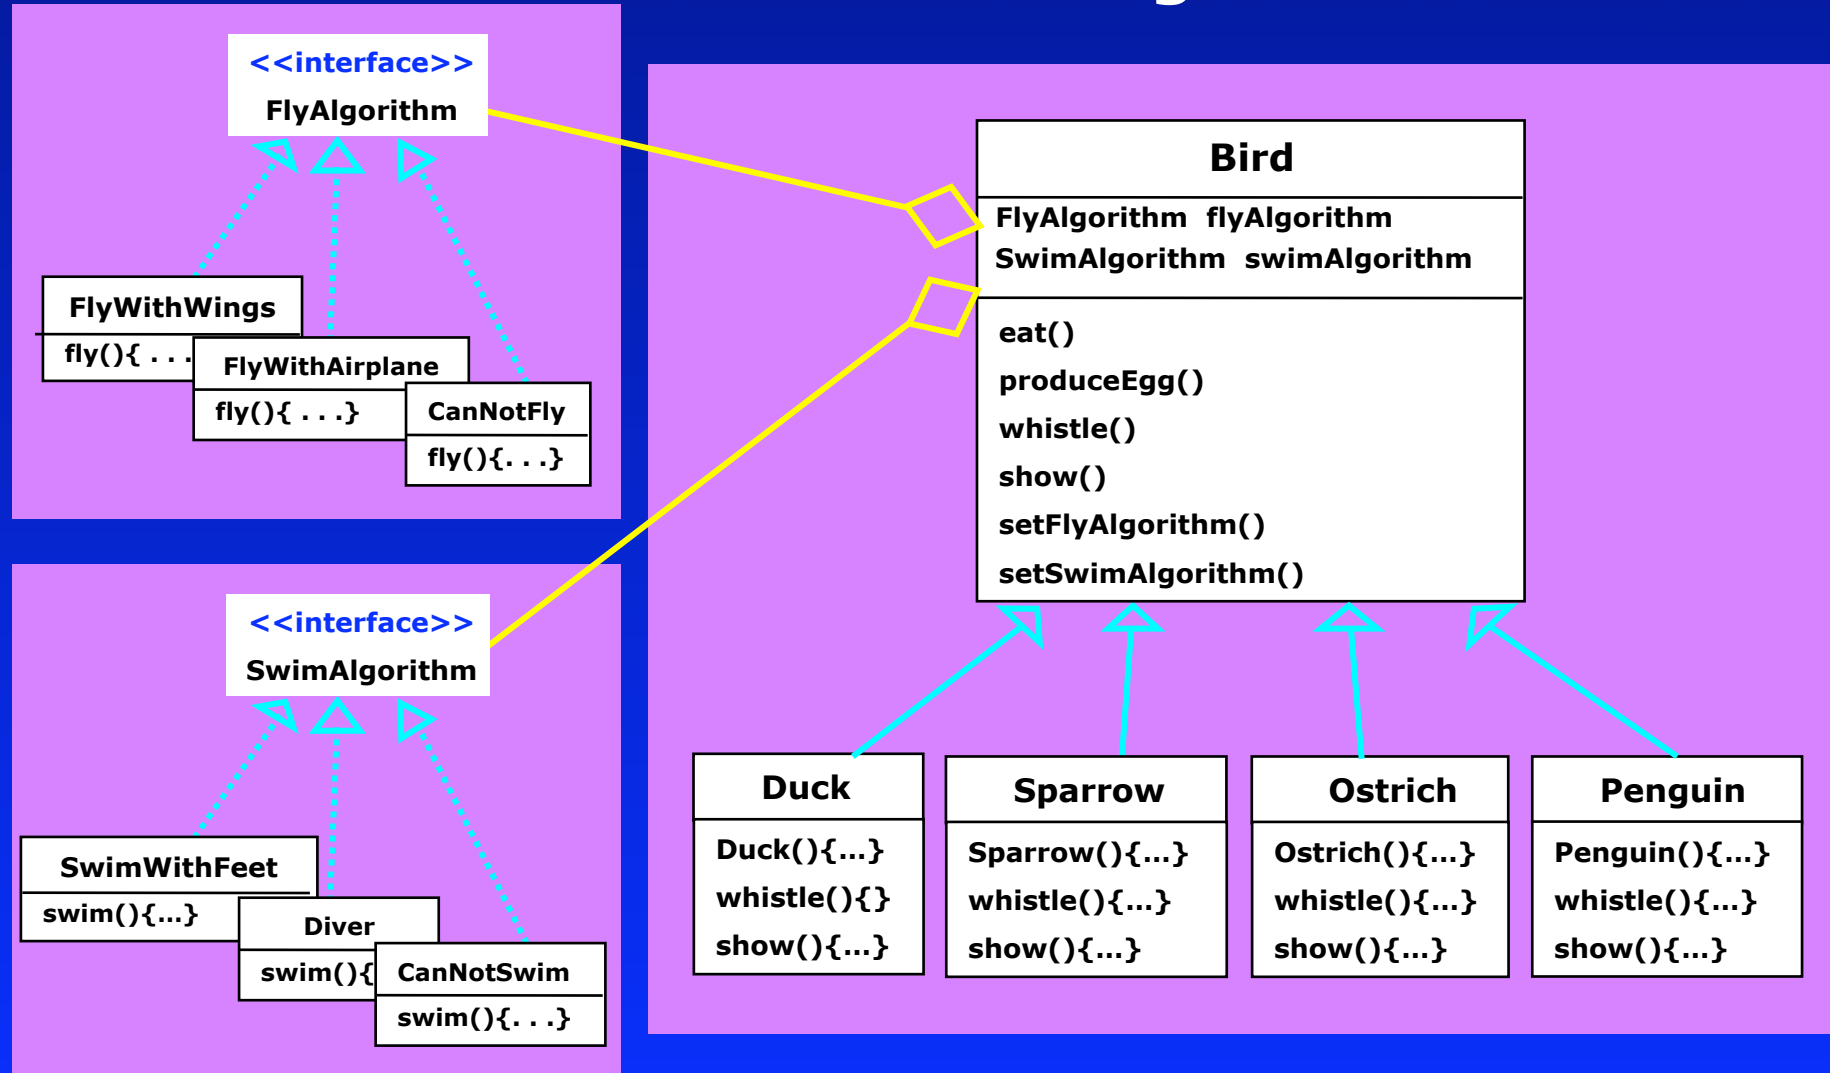 <<interface>>
FlyAlgorithm
FlyWithWings
fly(){ . . .
FlyWithAirplane
fly(){ . . .}
CanNotFly
fly(){. . .}
<<interface>>
SwimAlgorithm
SwimWithFeet
swim(){...}
Diver
swim(){
CanNotSwim
swim(){. . .}
Bird
FlyAlgorithm flyAlgorithm
SwimAlgorithm swimAlgorithm
eat()
produceEgg()
whistle()
show()
setFlyAlgorithm()
setSwimAlgorithm()
Duck
Duck(){...}
whistle(){}
show(){...}
Sparrow
Sparrow(){...}
whistle(){...}
show(){...}
Ostrich
Ostrich(){...}
whistle(){...}
show(){...}
Penguin
Penguin(){...}
whistle(){...}
show(){...}